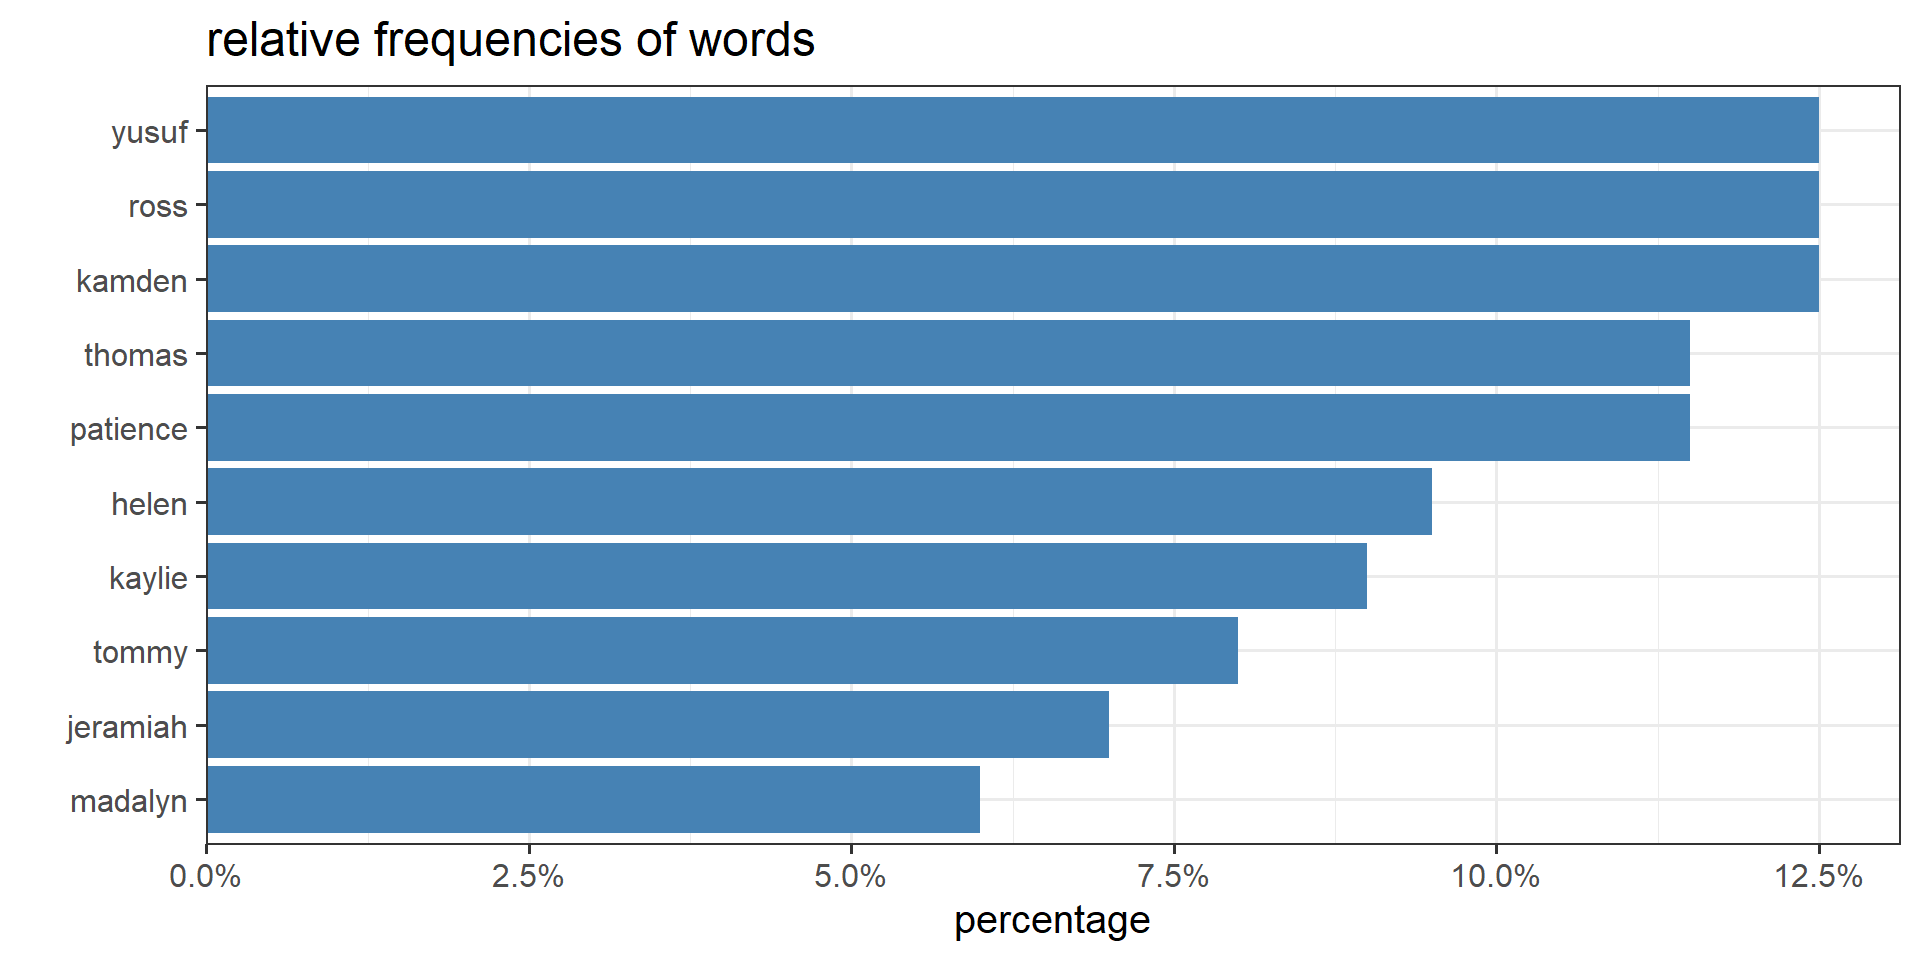 relative frequencies of words
yusuf
ross
kamden
thomas
patience
helen
kaylie
tommy
jeramiah
madalyn
0.0% 2.5% 5.0% 7.5% 10.0% 12.5%
percentage